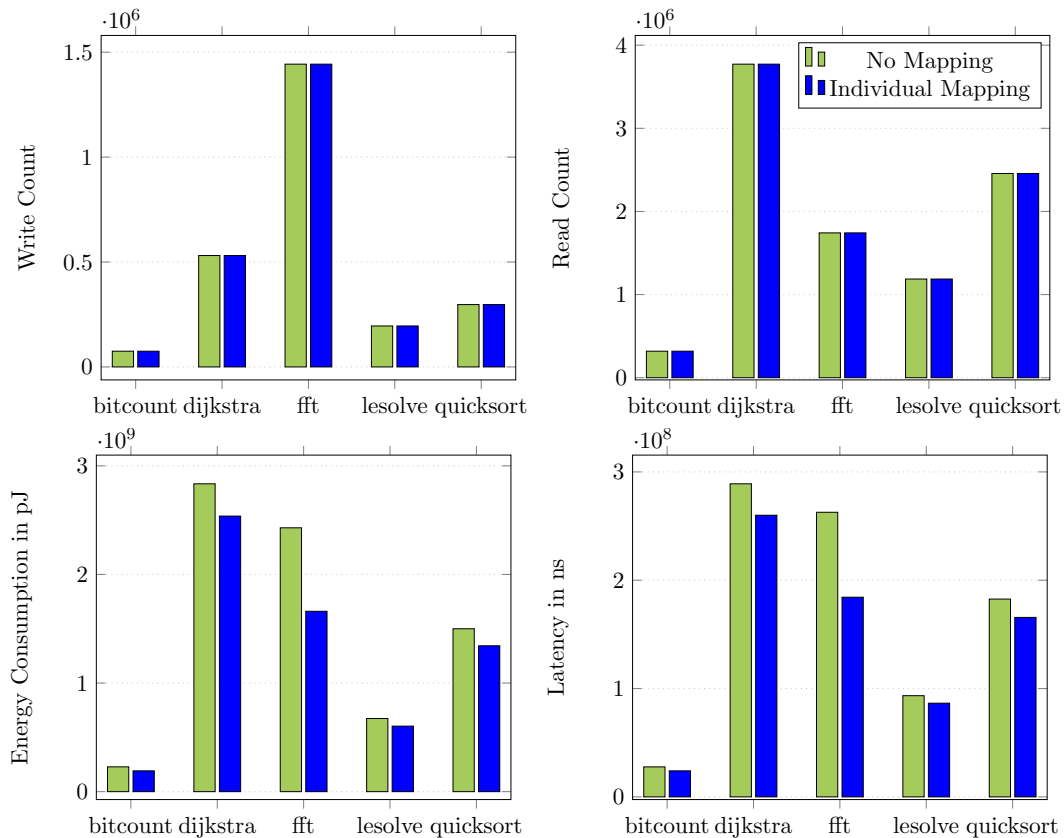 ·10^6
1.5
1
0.5
0
Write Count
bitcount dijkstra fft lesolve quicksort
·10^6
4
3
2
1
0
Read Count
No Mapping
Individual Mapping
bitcount dijkstra fft lesolve quicksort
·10^9
3
2
1
0
Energy Consumption in pJ
bitcount dijkstra fft lesolve quicksort
·10^8
3
2
1
0
Latency in ns
bitcount dijkstra fft lesolve quicksort